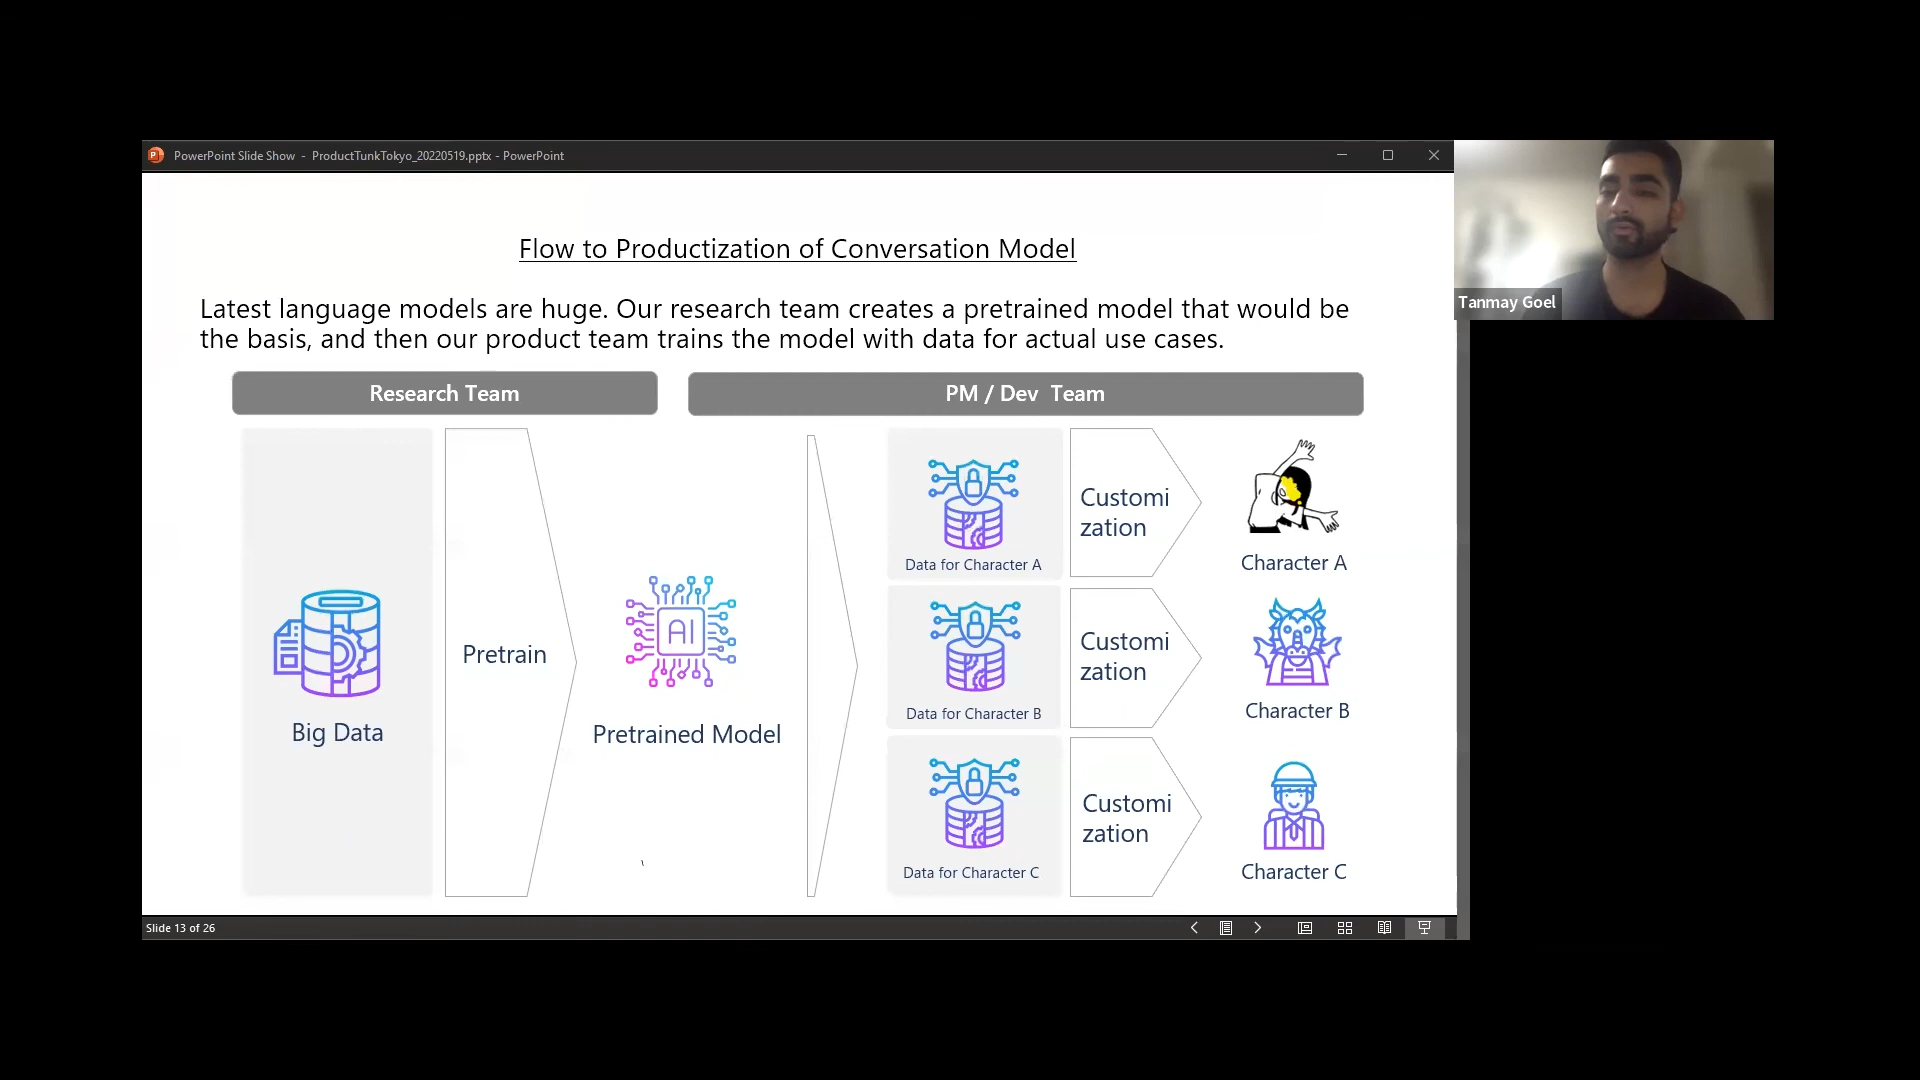 PowerPoint Slide Show - ProductTunkTokyo_20220519.pptx - PowerPoint
Tanmay Goel
Flow to Productization of Conversation Model
Latest language models are huge. Our research team creates a pretrained model that would be
the basis, and then our product team trains the model with data for actual use cases.
Research Team
PM / Dev Team
Big Data
Pretrain
AI
Pretrained Model
Data for Character A
Customi
zation
Character A
Data for Character B
Customi
zation
Character B
Data for Character C
Customi
zation
Character C
Slide 13 of 26